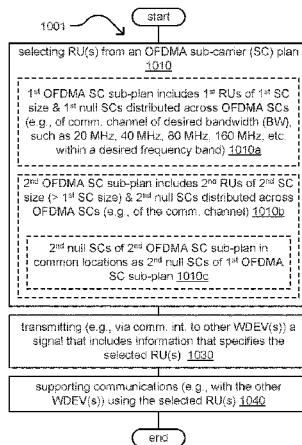 1001
start
selecting RU(s) from an OFDMA sub-carrier (SC) plan
1010
1st OFDMA SC sub-plan includes 1st RUs of 1st SC
size & 1st null SCs distributed across OFDMA SCs
(e.g., of comm. channel of desired bandwidth (BW),
such as 20 MHz, 40 MHz, 80 MHz, 160 MHz, etc.
within a desired frequency band) 1010a
2nd OFDMA SC sub-plan includes 2nd RUs of 2nd SC
size (> 1st SC size) & 2nd null SCs distributed
across OFDMA SCs (e.g., of the comm. channel) 1010b
2nd null SCs of 2nd OFDMA SC sub-plan in
common locations as 2nd null SCs of 1st OFDMA
SC sub-plan 1010c
transmitting (e.g., via comm. int. to other WDEV(s)) a
signal that includes information that specifies the
selected RU(s) 1030
supporting communications (e.g., with the other
WDEV(s)) using the selected RU(s) 1040
end